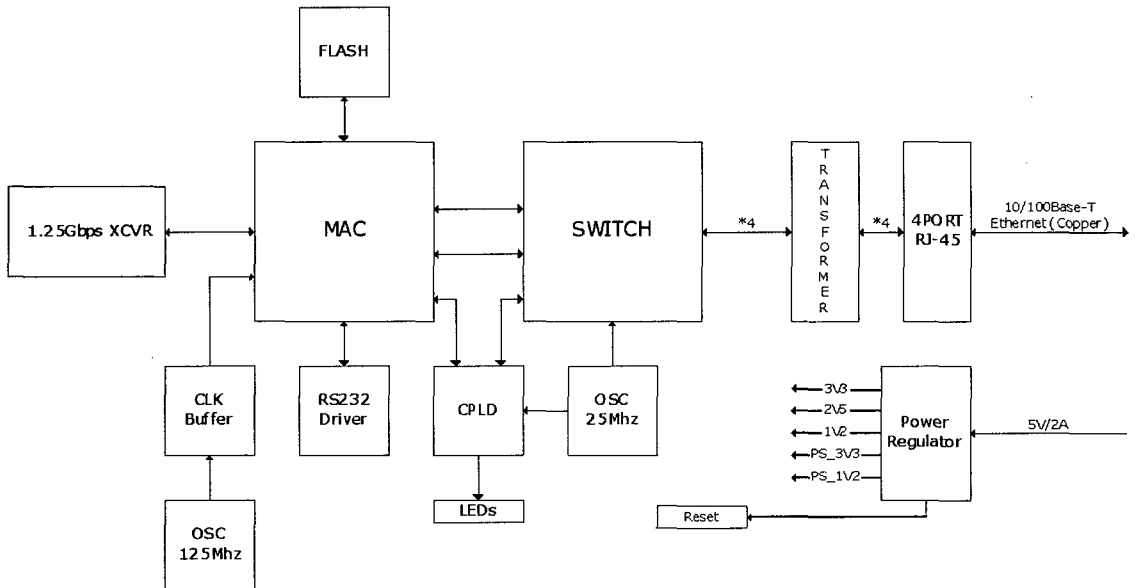 FLASH
1.25Gbps XCVR
MAC
SWITCH
*4
TRANSFORMER
*4
4PORT
RJ-45
10/100Base-T
Ethernet(Copper)
CLK
Buffer
RS232
Driver
CPLD
OSC
25Mhz
3V3
2V5
1V2
PS_3V3
PS_1V2
Power
Regulator
5V/2A
LEDs
Reset
OSC
125Mhz